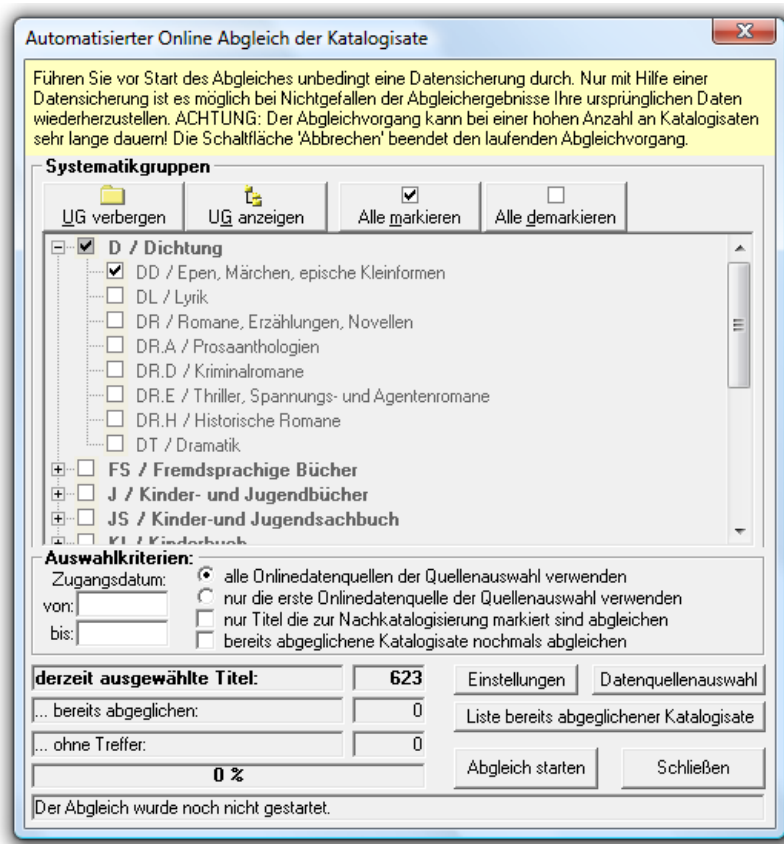 Automatisierter Online Abgleich der Katalogisate
Führen Sie vor Start des Abgleiches unbedingt eine Datensicherung durch. Nur mit Hilfe einer
Datensicherung ist es möglich bei Nichtgefallen der Abgleichergebnisse Ihre ursprünglichen Daten
wiederherzustellen. ACHTUNG: Der Abgleichvorgang kann bei einer hohen Anzahl an Katalogisaten
sehr lange dauern! Die Schaltfläche 'Abbrechen' beendet den laufenden Abgleichvorgang.
Systematikgruppen
UG verbergen UG anzeigen Alle markieren Alle demarkieren
D / Dichtung
DD / Epen, Märchen, epische Kleinformen
DL / Lyrik
DR / Romane, Erzählungen, Novellen
DR.A / Prosaanthologien
DR.D / Kriminalromane
DR.E / Thriller, Spannungs- und Agentenromane
DR.H / Historische Romane
DT / Dramatik
FS / Fremdsprachige Bücher
J / Kinder- und Jugendbücher
JS / Kinder-und Jugendsachbuch
KL / Kinderbuch
Auswahlkriterien:
Zugangsdatum: alle Onlinedatenquellen der Quellenauswahl verwenden
von: nur die erste Onlinedatenquelle der Quellenauswahl verwenden
nur Titel die zur Nachkatalogisierung markiert sind abgleichen
bis: bereits abgeglichene Katalogisate nochmals abgleichen
derzeit ausgewählte Titel: 623 Einstellungen Datenquellenauswahl
... bereits abgeglichen: 0 Liste bereits abgeglichener Katalogisate
... ohne Treffer: 0
0 % Abgleich starten Schließen
Der Abgleich wurde noch nicht gestartet.